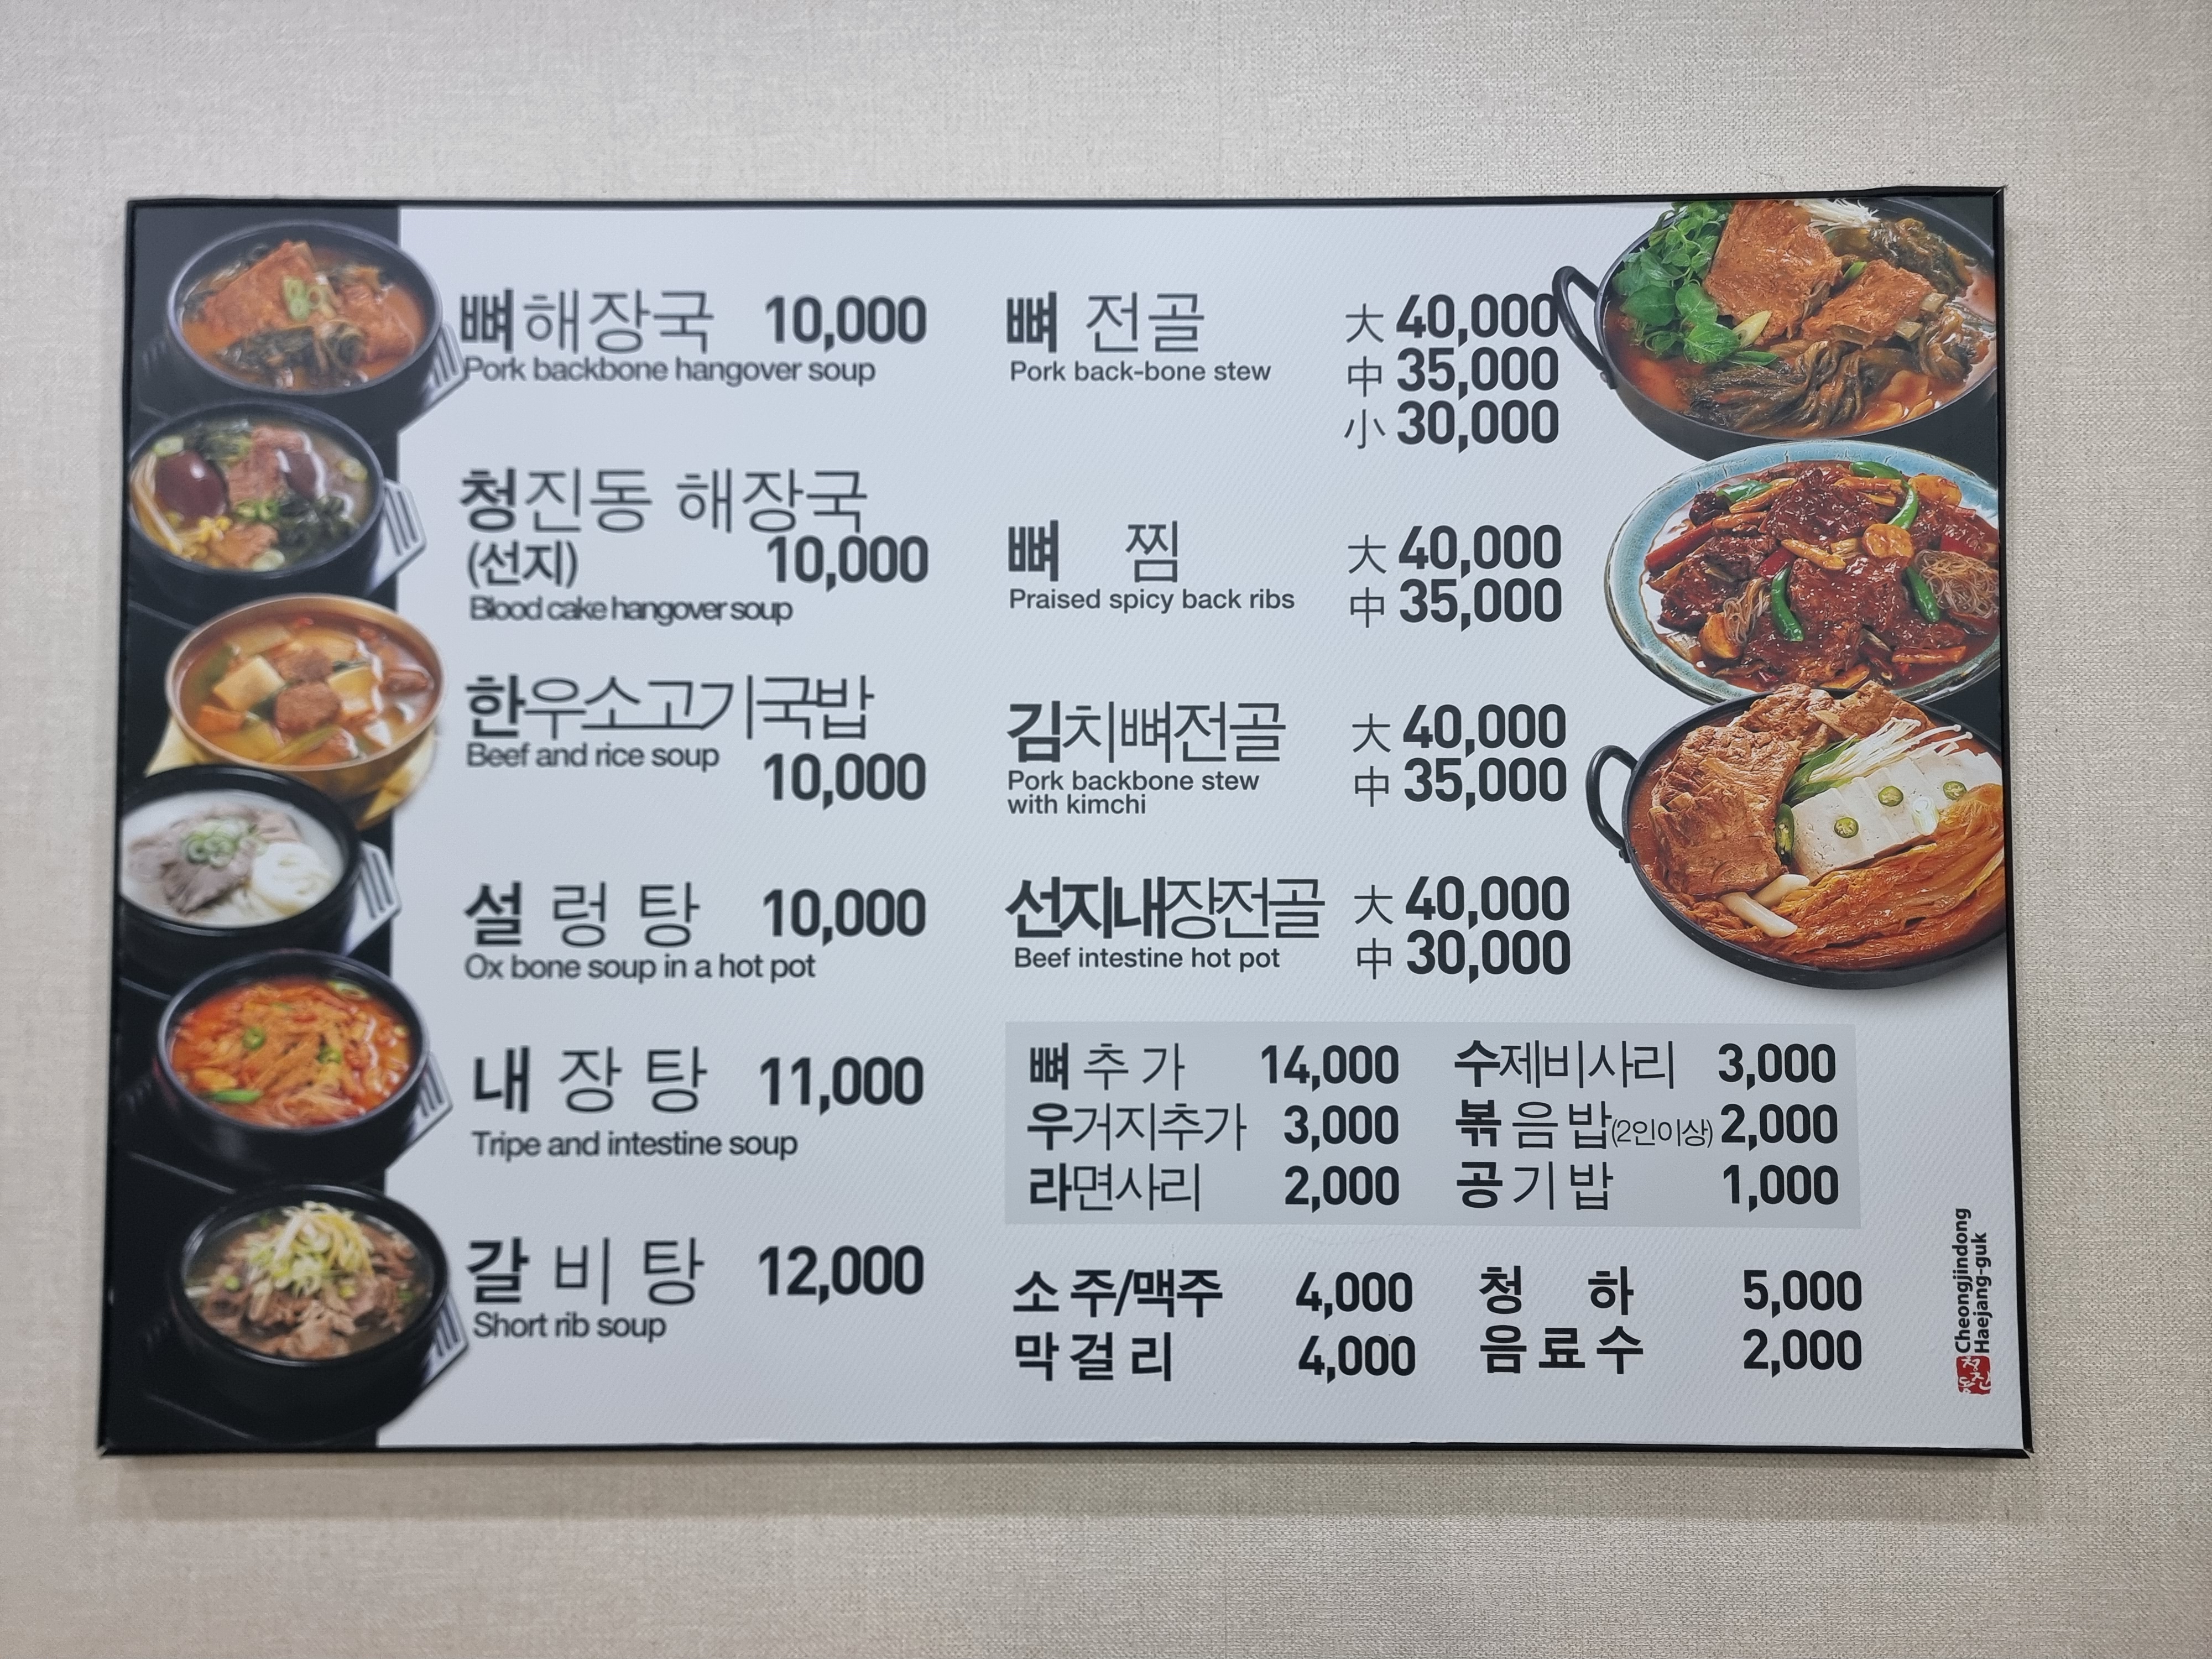 뼈해장국 10,000
Pork backbone hangover soup
청진동 해장국
(선지) 10,000
Blood cake hangover soup
한우소고기국밥
Beef and rice soup
10,000
설렁탕 10,000
Ox bone soup in a hot pot
내장탕 11,000
Tripe and intestine soup
갈비탕 12,000
Short rib soup
뼈 전골 大 40,000
Pork back-bone stew 中 35,000
小 30,000
뼈 찜 大 40,000
Praised spicy back ribs 中 35,000
김치뼈전골 大 40,000
Pork backbone stew 中 35,000
with kimchi
선지내장전골 大 40,000
Beef intestine hot pot 中 30,000
뼈추가 14,000 수제비사리 3,000
우거지추가 3,000 볶음밥(2인이상) 2,000
라면사리 2,000 공기밥 1,000
소주/맥주 4,000 청하 5,000
막걸리 4,000 음료수 2,000
Cheongjindong
Haejang-guk
청진동